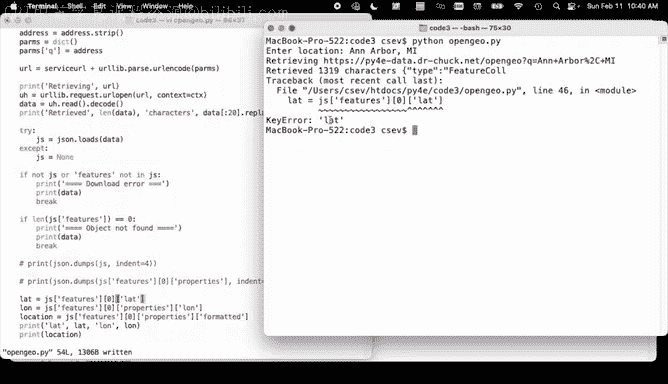 Terminal Shell Edit View Window Help
Sun Feb 11 10:40 AM
@bilibili.com
code3 — vi opengeo.py — 66×37
address = address.strip()
parms = dict()
parms['q'] = address
url = serviceurl + urllib.parse.urlencode(parms)
print('Retrieving', url)
uh = urllib.request.urlopen(url, context=ctx)
data = uh.read().decode()
print('Retrieved', len(data), 'characters', data[:20].repla
try:
js = json.loads(data)
except:
js = None
if not js or 'features' not in js:
print('==== Download error ===')
print(data)
break
if len(js['features']) == 0:
print('==== Object not found ====')
print(data)
break
# print(json.dumps(js, indent=4))
# print(json.dumps(js['features'][0]['properties'], indent=
lat = js['features'][0]['lat']
lon = js['features'][0]['properties']['lon']
location = js['features'][0]['properties']['formatted']
print('lat', lat, 'lon', lon)
print(location)
"opengeo.py" 54L, 1306B written
code3 — -bash — 75×30
MacBook-Pro-522:code3 csev$ python opengeo.py
Enter location: Ann Arbor, MI
Retrieving https://py4e-data.dr-chuck.net/opengeo?q=Ann+Arbor%2C+MI
Retrieved 1319 characters {"type":"FeatureColl
Traceback (most recent call last):
File "/Users/csev/htdocs/py4e/code3/opengeo.py", line 46, in <module>
lat = js['features'][0]['lat']
~~~~~~~~~~~~~~~~~^^^^^^^
KeyError: 'lat'
MacBook-Pro-522:code3 csev$